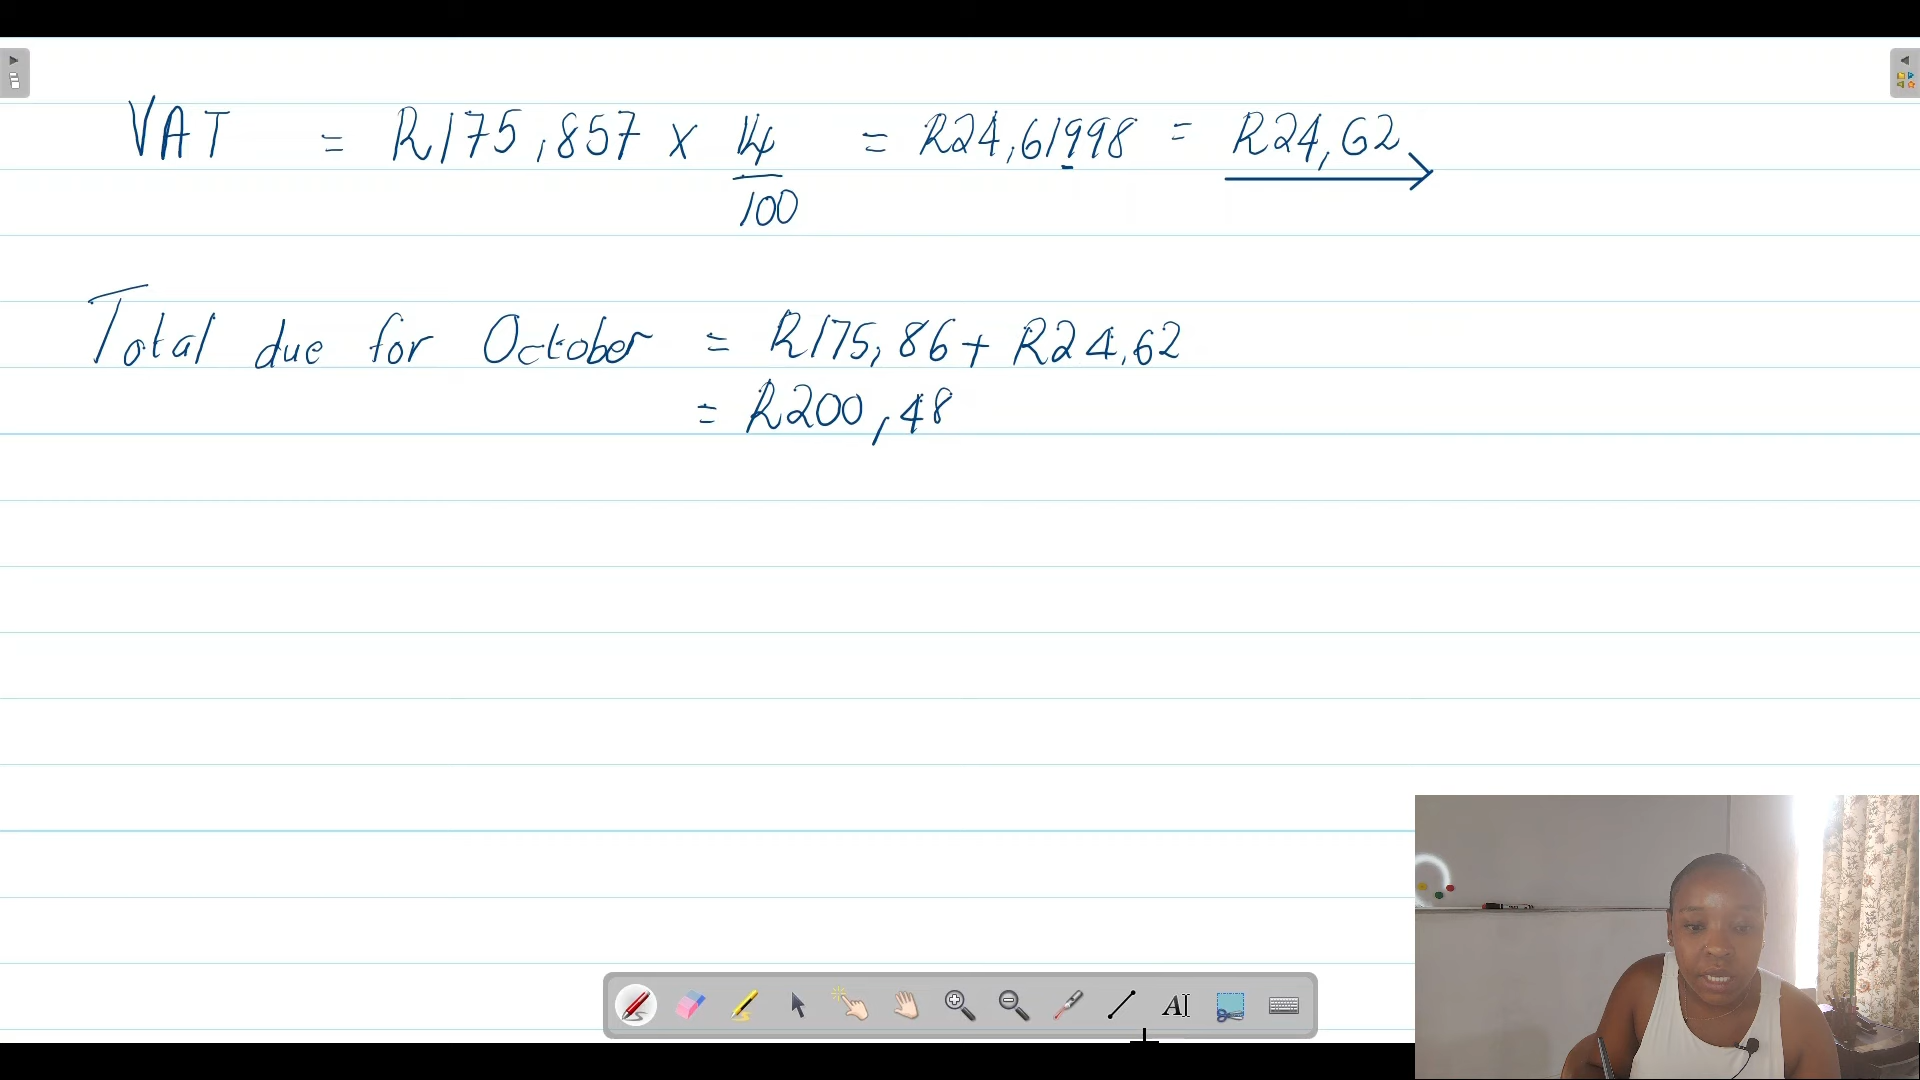 VAT = R175,857 x 14/100 = R24,61998 = R24,62
Total due for October = R175,86 + R24,62
= R200,48